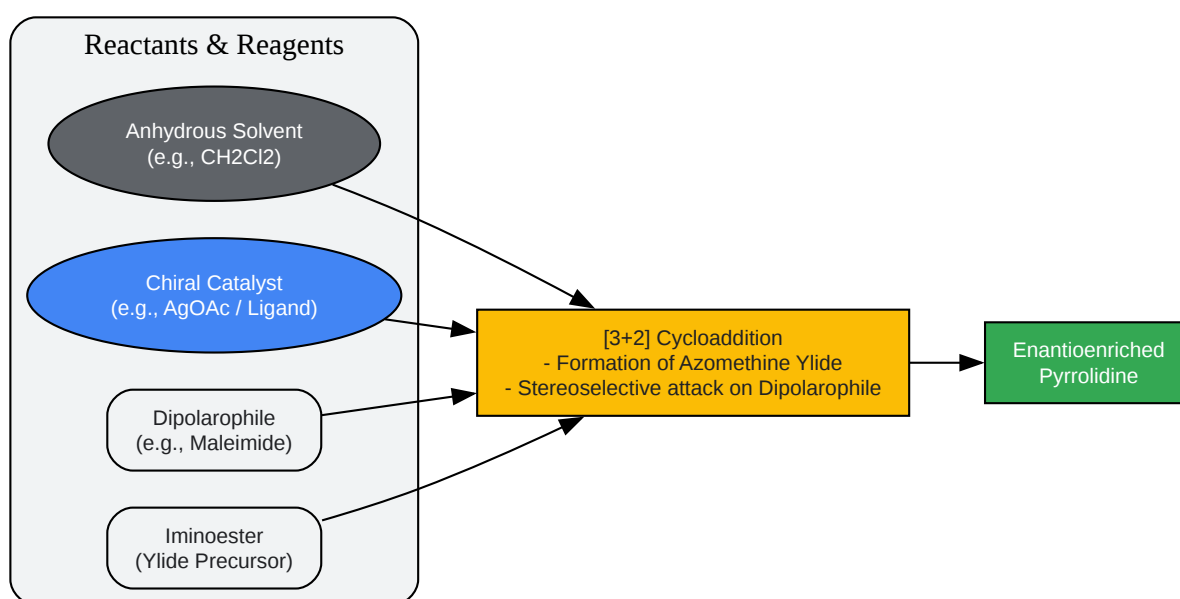 Reactants & Reagents
Anhydrous Solvent
(e.g., CH2Cl2)
Chiral Catalyst
(e.g., AgOAc / Ligand)
Dipolarophile
(e.g., Maleimide)
Iminoester
(Ylide Precursor)
[3+2] Cycloaddition
- Formation of Azomethine Ylide
- Stereoselective attack on Dipolarophile
Enantioenriched
Pyrrolidine